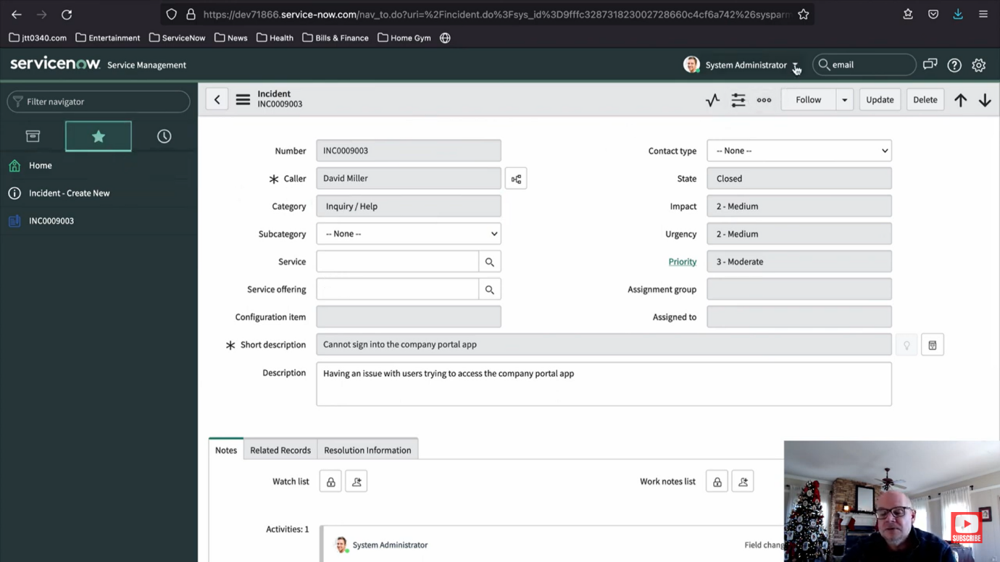 https://dev71866.service-now.com/nav_to.do?uri=%2Fincident.do%3Fsys_id%3D9fffc328731823002728660c4cf6a742%26sysparm
jtt0340.com Entertainment ServiceNow News Health Bills & Finance Home Gym
servicenow Service Management System Administrator email
Filter navigator
Home
Incident - Create New
INC0009003
Incident
INC0009003
Follow Update Delete
Number INC0009003
Caller David Miller
Category Inquiry / Help
Subcategory -- None --
Service
Service offering
Configuration item
Contact type -- None --
State Closed
Impact 2 - Medium
Urgency 2 - Medium
Priority 3 - Moderate
Assignment group
Assigned to
Short description Cannot sign into the company portal app
Description Having an issue with users trying to access the company portal app
Notes Related Records Resolution Information
Watch list Work notes list
Activities: 1
System Administrator Field chang
SUBSCRIBE